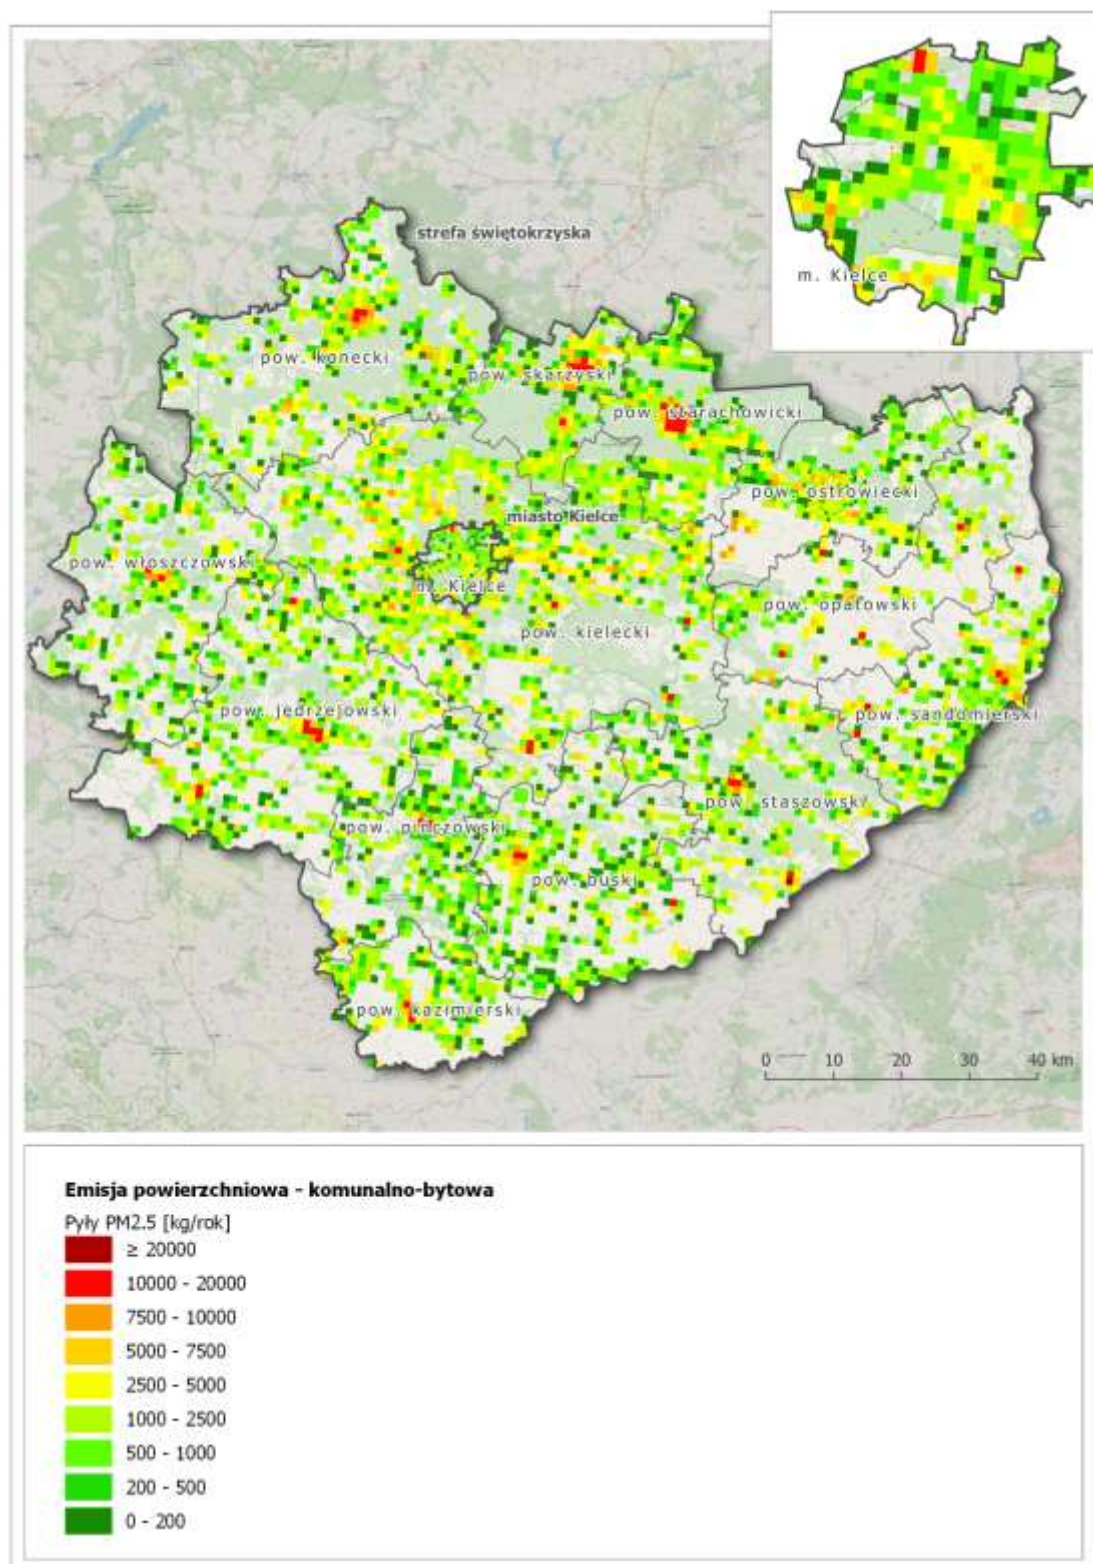 m. Kielce
strefa świętokrzyska
pow. konecki
pow. skarżyski
pow. starachowicki
pow. ostrowiecki
miasto Kielce
pow. włoszczowski
m. Kielce
pow. opatowski
pow. kielecki
pow. jędrzejowski
pow. sandomierski
pow. staszowski
pow. pińczowski
pow. buski
pow. kazimierski
0 10 20 30 40 km
Emisja powierzchniowa - komunalno-bytowa
Pyły PM2.5 [kg/rok]
≥ 20000
10000 - 20000
7500 - 10000
5000 - 7500
2500 - 5000
1000 - 2500
500 - 1000
200 - 500
0 - 200